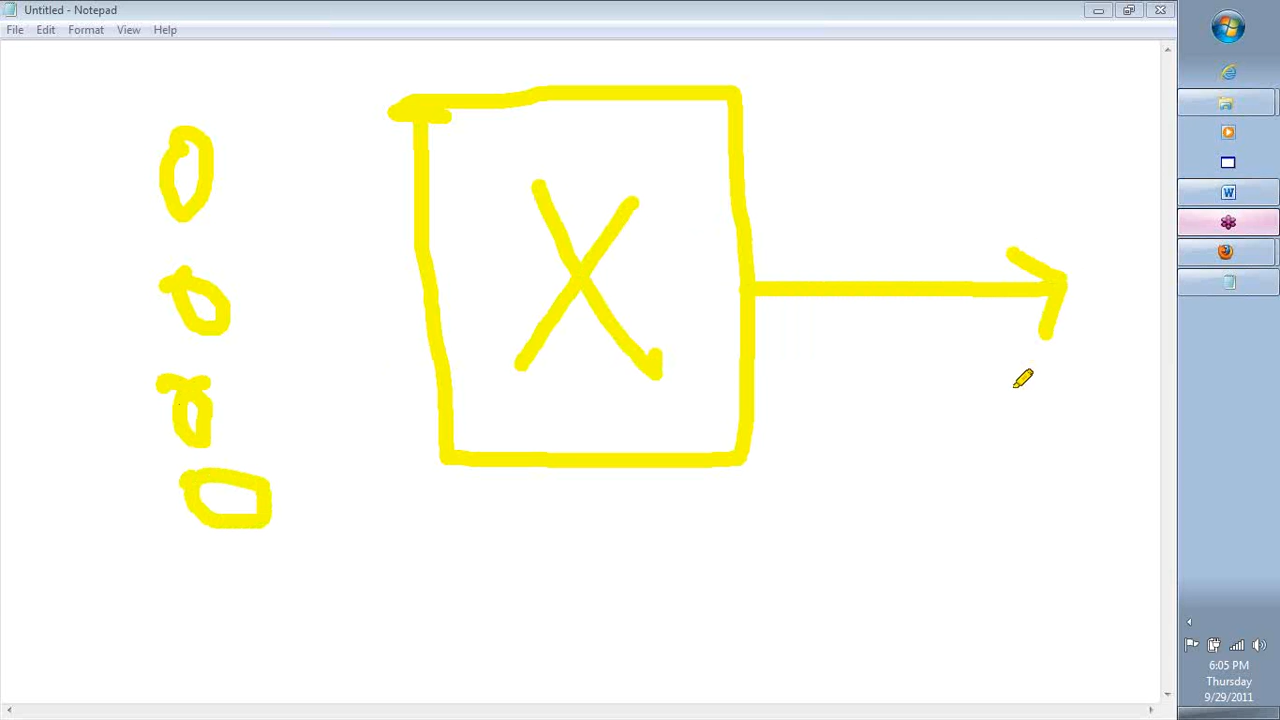 Untitled - Notepad
File Edit Format View Help
X
6:05 PM
Thursday
9/29/2011